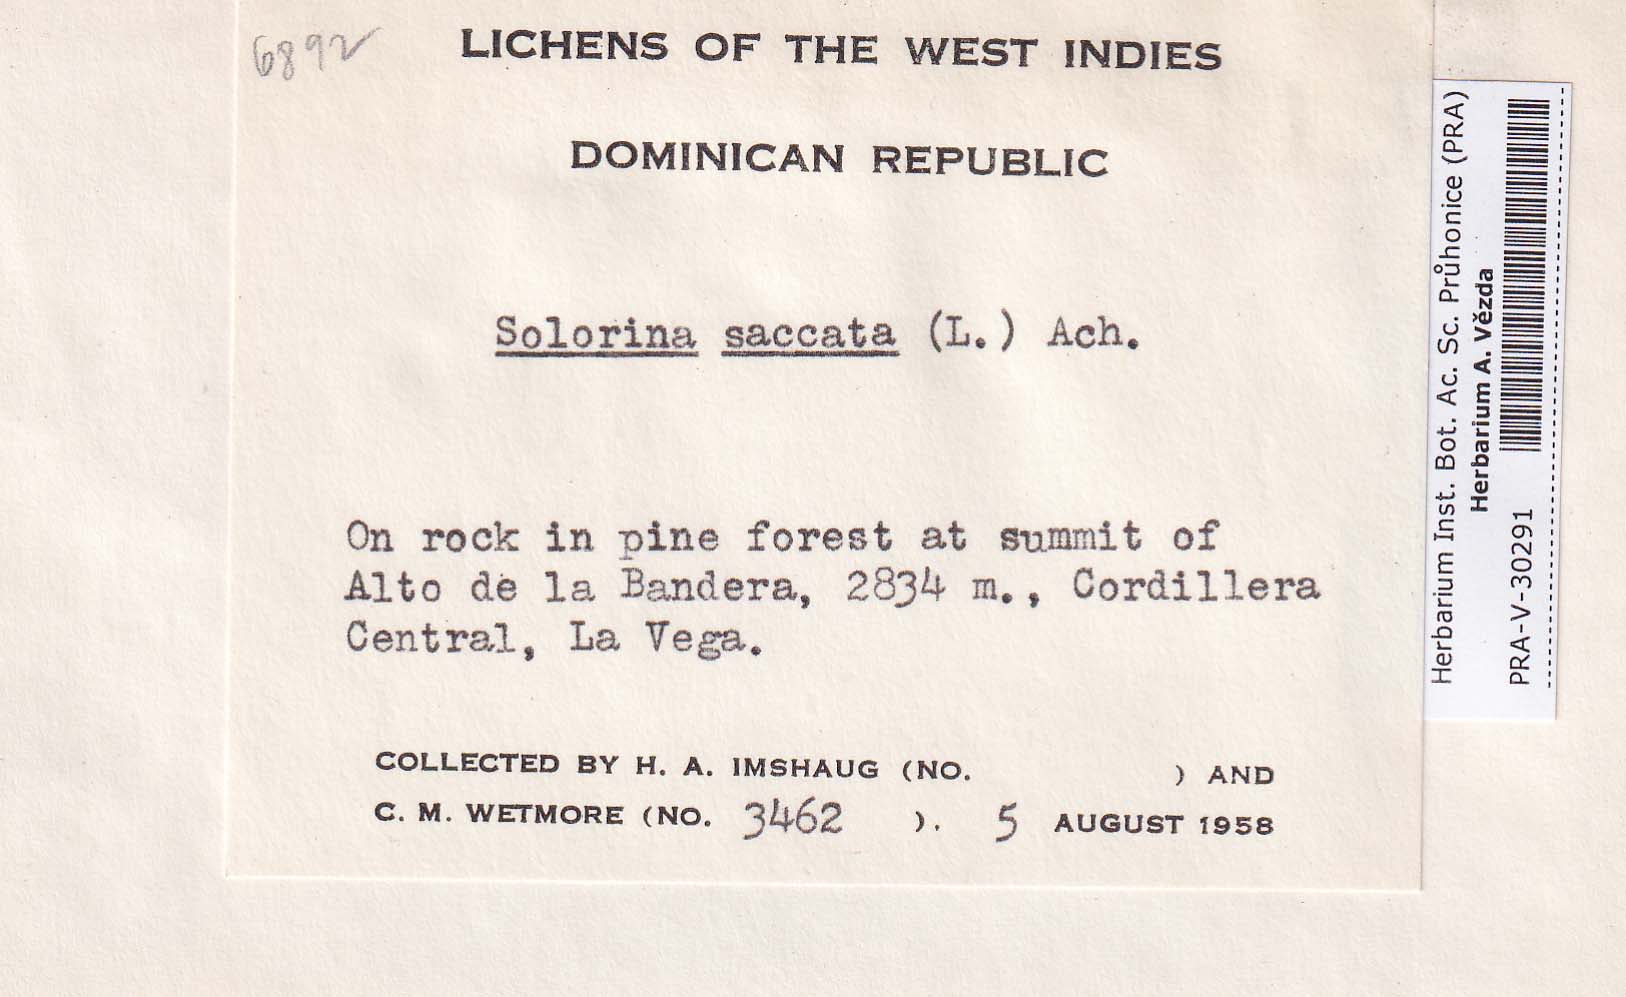 6892
LICHENS OF THE WEST INDIES
DOMINICAN REPUBLIC
Solorina saccata (L.) Ach.
On rock in pine forest at summit of
Alto de la Bandera, 2834 m., Cordillera
Central, La Vega.
COLLECTED BY H. A. IMSHAUG (NO. ) AND
C. M. WETMORE (NO. 3462 ). 5 AUGUST 1958
Herbarium Inst. Bot. Ac. Sc. Průhonice (PRA)
Herbarium A. Vězda
PRA-V-30291